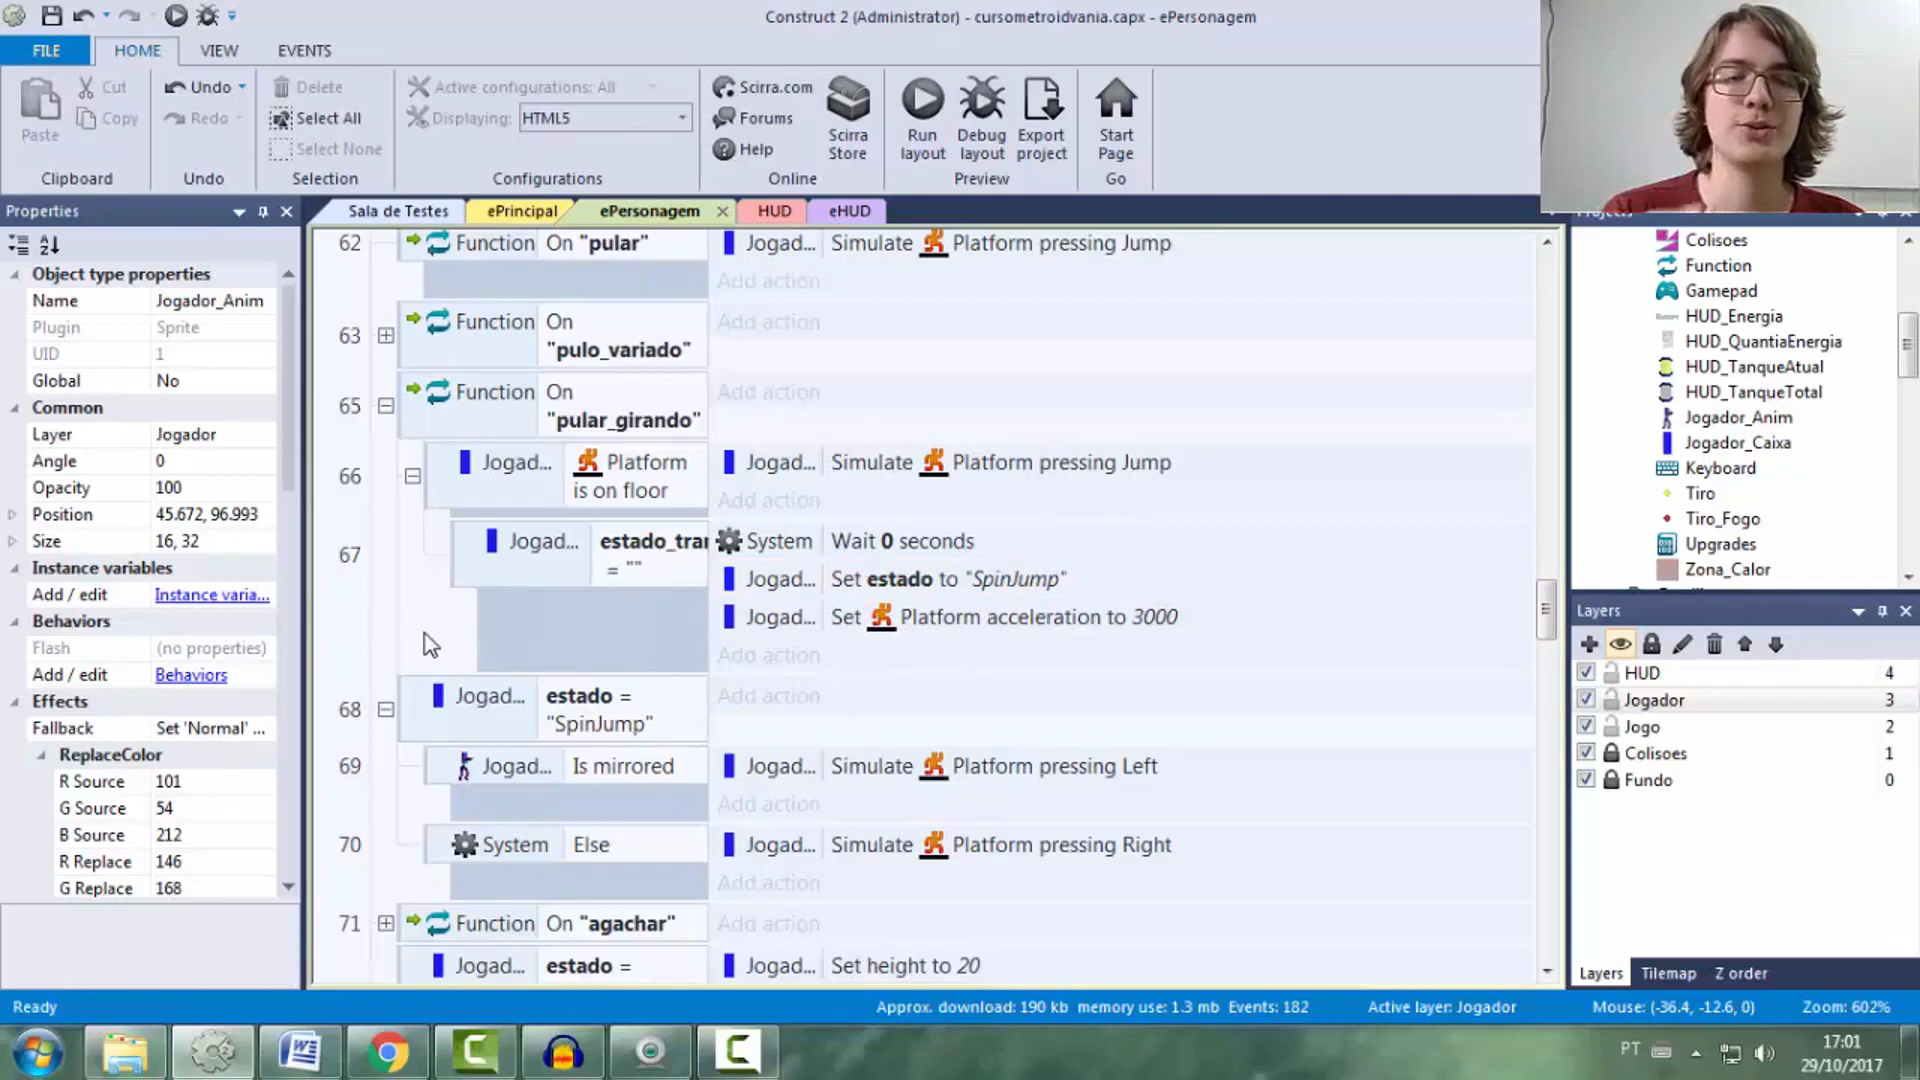 Construct 2 (Administrator) - cursometroidvania.capx - ePersonagem
FILE HOME VIEW EVENTS
Paste Cut Copy Clipboard
Undo Redo Undo
Delete Select All Select None Selection
Active configurations: All
Displaying: HTML5
Configurations
Scirra.com Forums Help Scirra Store Online
Run layout Debug layout Export project Preview
Start Page Go
Properties
Sala de Testes ePrincipal ePersonagem HUD eHUD
Object type properties
Name Jogador_Anim
Plugin Sprite
UID 1
Global No
Common
Layer Jogador
Angle 0
Opacity 100
Position 45.672, 96.993
Size 16, 32
Instance variables
Add / edit Instance varia...
Behaviors
Flash (no properties)
Add / edit Behaviors
Effects
Fallback Set 'Normal' ...
ReplaceColor
R Source 101
G Source 54
B Source 212
R Replace 146
G Replace 168
62 Function On "pular" Jogad... Simulate Platform pressing Jump
Add action
63 Function On "pulo_variado" Add action
65 Function On "pular_girando" Add action
66 Jogad... Platform is on floor Jogad... Simulate Platform pressing Jump
Add action
67 Jogad... estado_tran = "" System Wait 0 seconds
Jogad... Set estado to "SpinJump"
Jogad... Set Platform acceleration to 3000
Add action
68 Jogad... estado = "SpinJump" Add action
69 Jogad... Is mirrored Jogad... Simulate Platform pressing Left
Add action
70 System Else Jogad... Simulate Platform pressing Right
Add action
71 Function On "agachar" Add action
Jogad... estado = Jogad... Set height to 20
Colisoes
Function
Gamepad
HUD_Energia
HUD_QuantiaEnergia
HUD_TanqueAtual
HUD_TanqueTotal
Jogador_Anim
Jogador_Caixa
Keyboard
Tiro
Tiro_Fogo
Upgrades
Zona_Calor
Layers
HUD 4
Jogador 3
Jogo 2
Colisoes 1
Fundo 0
Layers Tilemap Z order
Ready Approx. download: 190 kb memory use: 1.3 mb Events: 182 Active layer: Jogador Mouse: (-36.4, -12.6, 0) Zoom: 602%
PT 17:01
29/10/2017